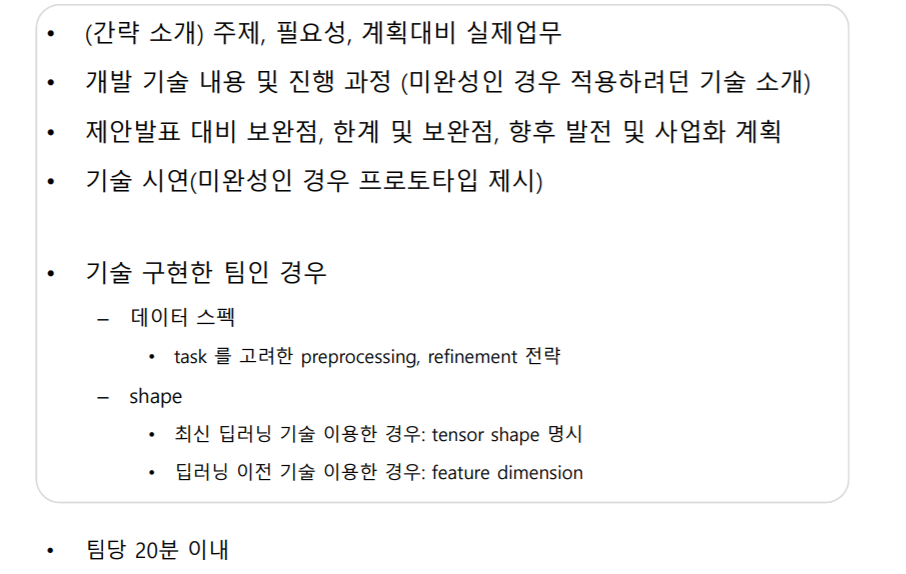 • (간략 소개) 주제, 필요성, 계획대비 실제업무
• 개발 기술 내용 및 진행 과정 (미완성인 경우 적용하려던 기술 소개)
• 제안발표 대비 보완점, 한계 및 보완점, 향후 발전 및 사업화 계획
• 기술 시연(미완성인 경우 프로토타입 제시)
• 기술 구현한 팀인 경우
– 데이터 스펙
• task 를 고려한 preprocessing, refinement 전략
– shape
• 최신 딥러닝 기술 이용한 경우: tensor shape 명시
• 딥러닝 이전 기술 이용한 경우: feature dimension
• 팀당 20분 이내